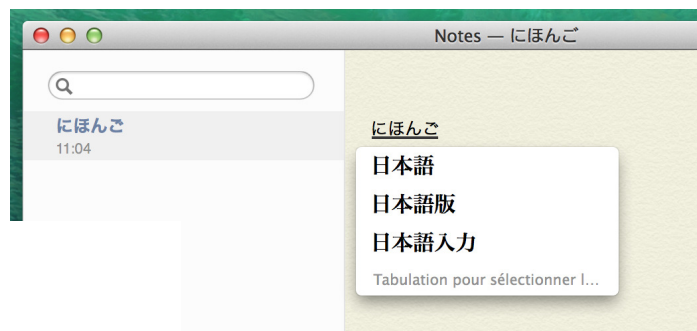 Notes — にほんご
にほんご
11:04
にほんご
日本語
日本語版
日本語入力
Tabulation pour sélectionner l...